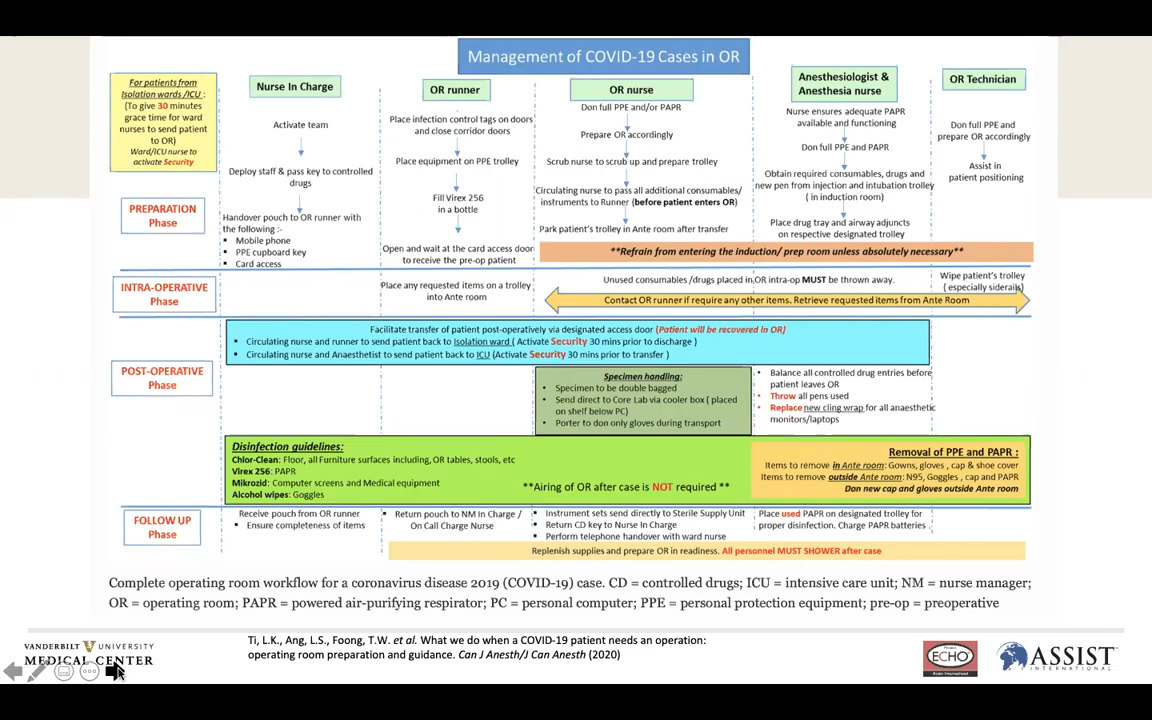 Management of COVID-19 Cases in OR
For patients from
Isolation wards /ICU :
(To give 30 minutes
grace time for ward
nurses to send patient
to OR)
Ward/ICU nurse to
activate Security
Nurse In Charge
OR runner
OR nurse
Anesthesiologist &
Anesthesia nurse
OR Technician
PREPARATION
Phase
Activate team
Deploy staff & pass key to controlled
drugs
Handover pouch to OR runner with
the following :-
▪ Mobile phone
▪ PPE cupboard key
▪ Card access
Place infection control tags on doors
and close corridor doors
Place equipment on PPE trolley
Fill Virex 256
in a bottle
Open and wait at the card access door
to receive the pre-op patient
Don full PPE and/or PAPR
Prepare OR accordingly
Scrub nurse to scrub up and prepare trolley
Circulating nurse to pass all additional consumables/
instruments to Runner (before patient enters OR)
Park patient's trolley in Ante room after transfer
Nurse ensures adequate PAPR
available and functioning
Don full PPE and PAPR
Obtain required consumables, drugs and
new pen from injection and intubation trolley
( in induction room)
Place drug tray and airway adjuncts
on respective designated trolley
Don full PPE and
prepare OR accordingly
Assist in
patient positioning
**Refrain from entering the induction/ prep room unless absolutely necessary**
INTRA-OPERATIVE
Phase
Place any requested items on a trolley
into Ante room
Unused consumables /drugs placed in OR intra-op MUST be thrown away.
Wipe patient's trolley
( especially siderails)
Contact OR runner if require any other items. Retrieve requested items from Ante Room
POST-OPERATIVE
Phase
Facilitate transfer of patient post-operatively via designated access door (Patient will be recovered in OR)
▪ Circulating nurse and runner to send patient back to Isolation ward ( Activate Security 30 mins prior to discharge )
▪ Circulating nurse and Anaesthetist to send patient back to ICU (Activate Security 30 mins prior to transfer )
Specimen handling:
• Specimen to be double bagged
• Send direct to Core Lab via cooler box ( placed
on shelf below PC)
• Porter to don only gloves during transport
• Balance all controlled drug entries before
patient leaves OR
• Throw all pens used
• Replace new cling wrap for all anaesthetic
monitors/laptops
Disinfection guidelines:
Chlor-Clean: Floor, all Furniture surfaces including, OR tables, stools, etc
Virex 256: PAPR
Mikrozid: Computer screens and Medical equipment
Alcohol wipes: Goggles
**Airing of OR after case is NOT required **
Removal of PPE and PAPR :
Items to remove in Ante room: Gowns, gloves , cap & shoe cover
Items to remove outside Ante room: N95, Goggles, cap and PAPR
Don new cap and gloves outside Ante room
FOLLOW UP
Phase
Receive pouch from OR runner
▪ Ensure completeness of items
▪ Return pouch to NM In Charge /
On Call Charge Nurse
▪ Instrument sets send directly to Sterile Supply Unit
▪ Return CD key to Nurse In Charge
▪ Perform telephone handover with ward nurse
Place used PAPR on designated trolley for
proper disinfection. Charge PAPR batteries .
Replenish supplies and prepare OR in readiness. All personnel MUST SHOWER after case
Complete operating room workflow for a coronavirus disease 2019 (COVID-19) case. CD = controlled drugs; ICU = intensive care unit; NM = nurse manager;
OR = operating room; PAPR = powered air-purifying respirator; PC = personal computer; PPE = personal protection equipment; pre-op = preoperative
VANDERBILT UNIVERSITY
MEDICAL CENTER
Ti, L.K., Ang, L.S., Foong, T.W. et al. What we do when a COVID-19 patient needs an operation:
operating room preparation and guidance. Can J Anesth/J Can Anesth (2020)
ECHO
ASSIST
INTERNATIONAL